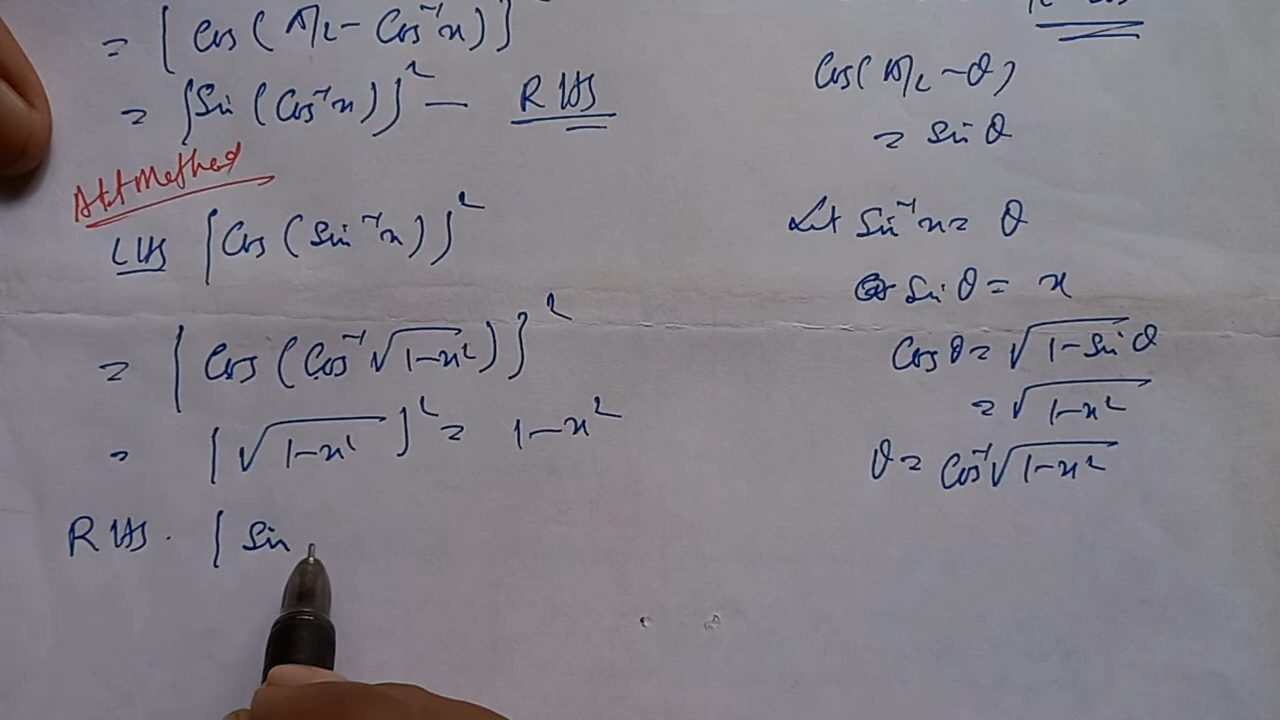 = [Cos(π/2 - Cos⁻¹x)]²
= [Sin(Cos⁻¹x)]² — RHS
Alt Method
LHS [Cos(Sin⁻¹x)]²
= [Cos(Cos⁻¹√1-x²)]²
= [√1-x²]² = 1-x²
RHS. [Sin
Cos(π/2 - θ)
= sin θ
Let Sin⁻¹x = θ
Sin θ = x
Cos θ = √1-Sin²θ
= √1-x²
θ = Cos⁻¹√1-x²